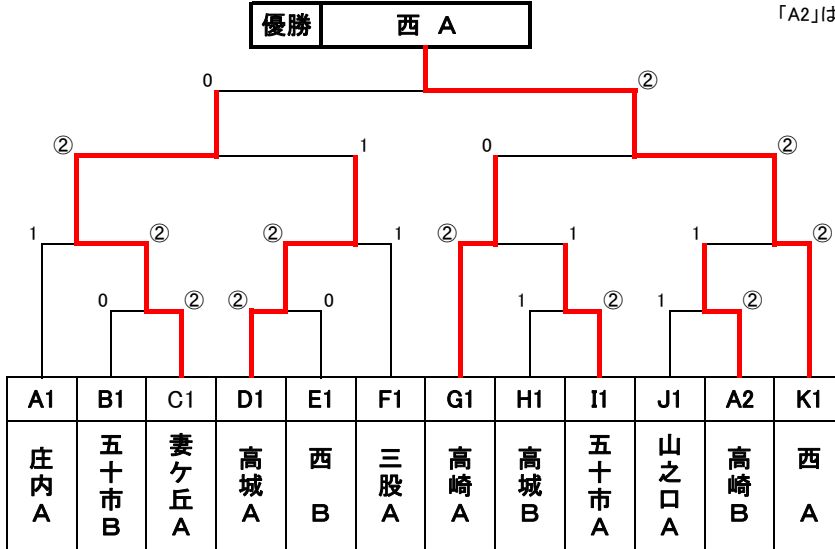 優勝 西 A
「A2」は
0 ②
② 1 0 ②
1 ② ② 1 ② 1 1 ②
0 ② ② 0 1 ② 1 ②
A1 B1 C1 D1 E1 F1 G1 H1 I1 J1 A2 K1
庄内A
五十市B
妻ケ丘A
高城A
西 B
三股A
高崎A
高城B
五十市A
山之口A
高崎B
西 A